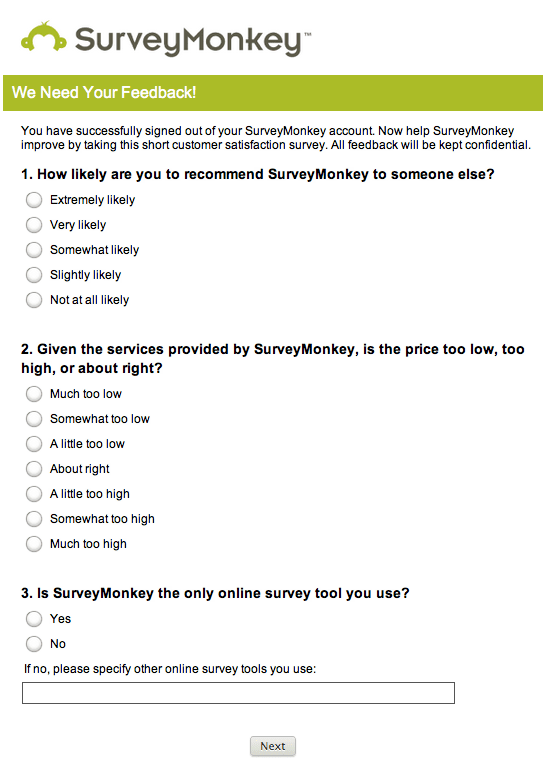 SurveyMonkey™
We Need Your Feedback!
You have successfully signed out of your SurveyMonkey account. Now help SurveyMonkey
improve by taking this short customer satisfaction survey. All feedback will be kept confidential.
1. How likely are you to recommend SurveyMonkey to someone else?
Extremely likely
Very likely
Somewhat likely
Slightly likely
Not at all likely
2. Given the services provided by SurveyMonkey, is the price too low, too
high, or about right?
Much too low
Somewhat too low
A little too low
About right
A little too high
Somewhat too high
Much too high
3. Is SurveyMonkey the only online survey tool you use?
Yes
No
If no, please specify other online survey tools you use:
Next